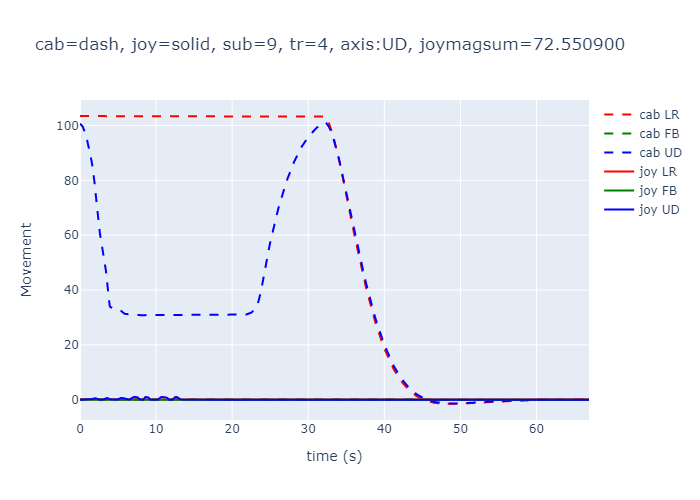 cab=dash, joy=solid, sub=9, tr=4, axis:UD, joymagsum=72.550900
100
80
60
40
20
0
Movement
0
10
20
30
40
50
60
time (s)
cab LR
cab FB
cab UD
joy LR
joy FB
joy UD